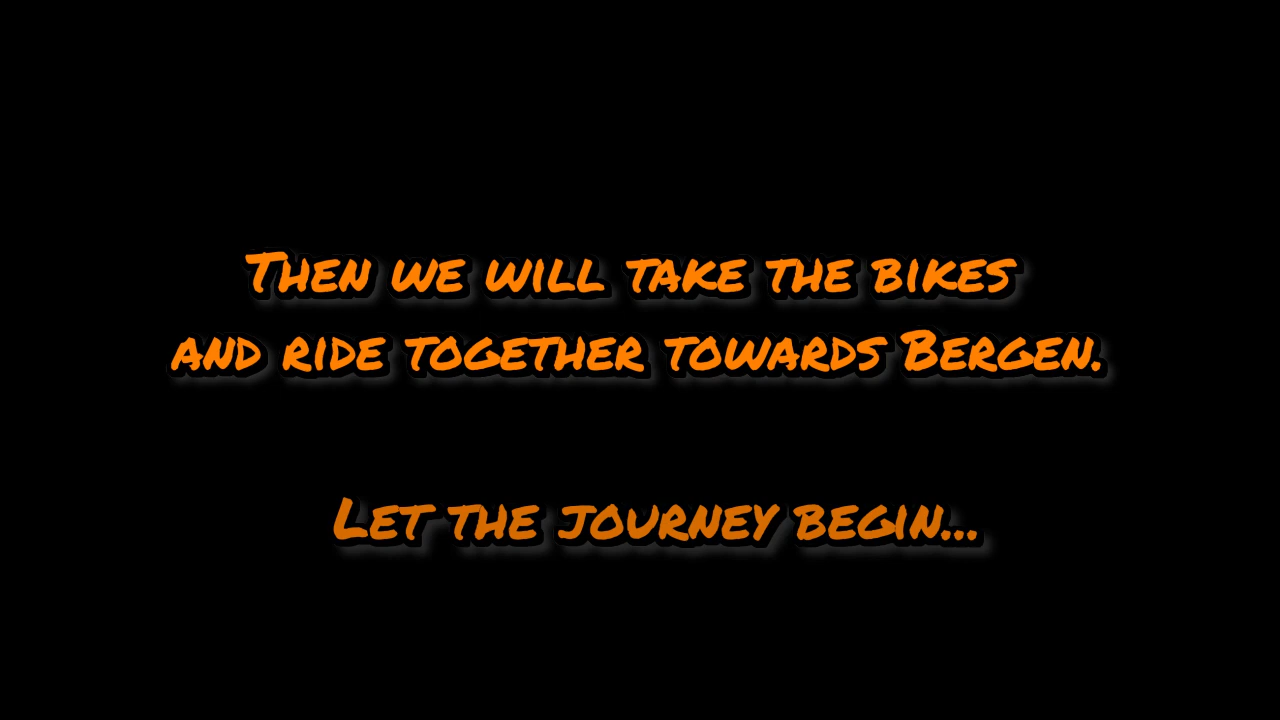 Then we will take the bikes
and ride together towards Bergen.
Let the journey begin...